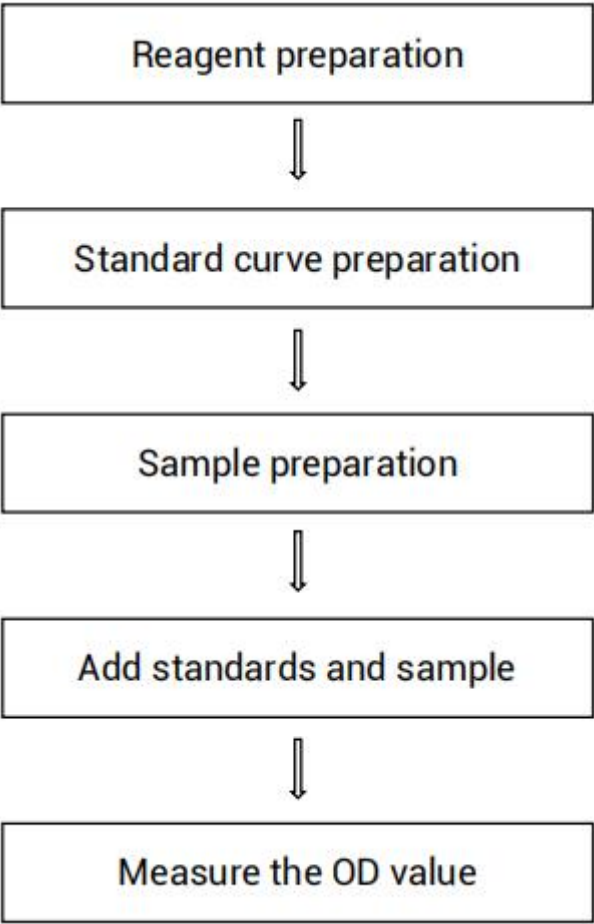 Reagent preparation
Standard curve preparation
Sample preparation
Add standards and sample
Measure the OD value